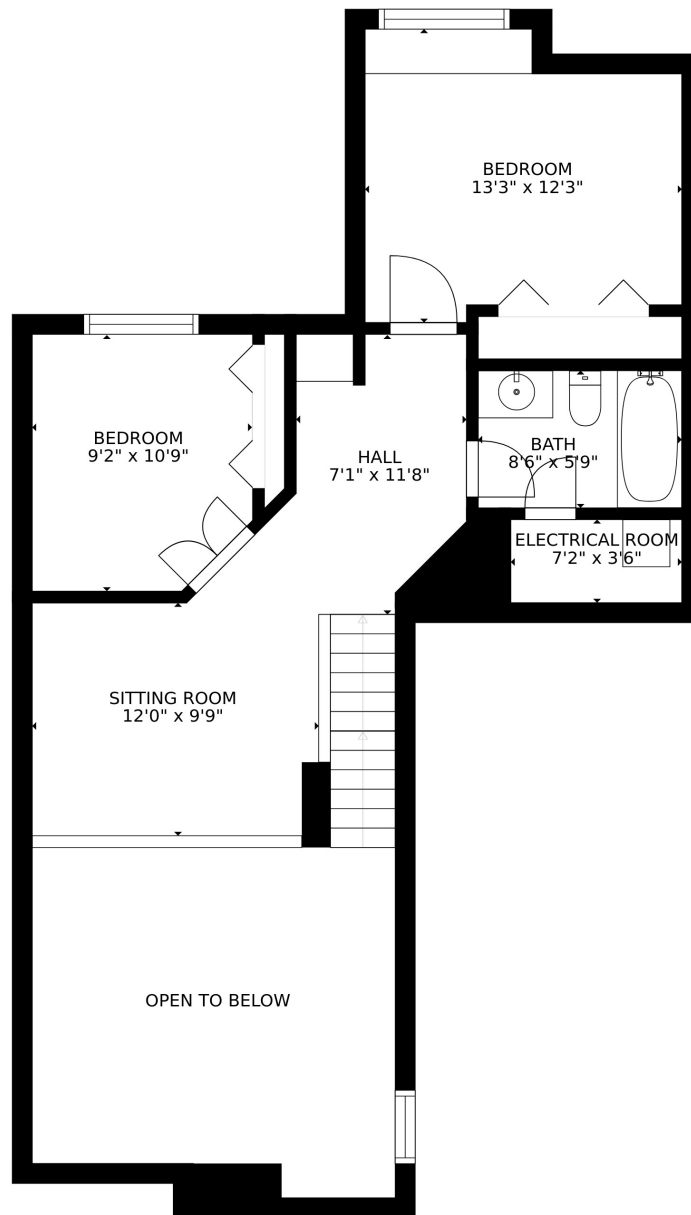 BEDROOM
13'3" x 12'3"
BEDROOM
9'2" x 10'9"
HALL
7'1" x 11'8"
BATH
8'6" x 5'9"
ELECTRICAL ROOM
7'2" x 3'6"
SITTING ROOM
12'0" x 9'9"
OPEN TO BELOW